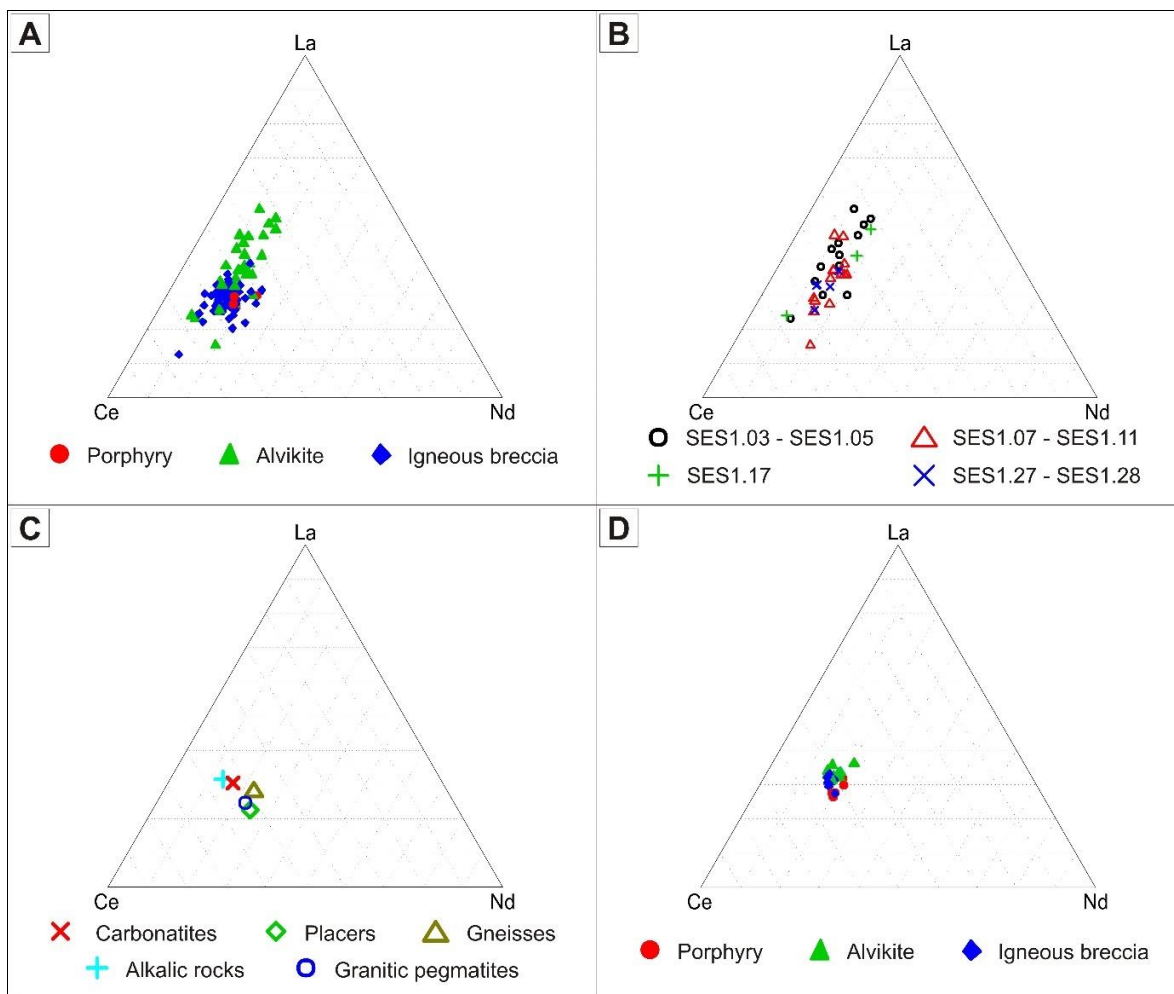 A
La
Ce Nd
Porphyry Alvikite Igneous breccia
B
La
Ce Nd
SES1.03 - SES1.05 SES1.07 - SES1.11
SES1.17 SES1.27 - SES1.28
C
La
Ce Nd
Carbonatites Placers Gneisses
Alkalic rocks Granitic pegmatites
D
La
Ce Nd
Porphyry Alvikite Igneous breccia